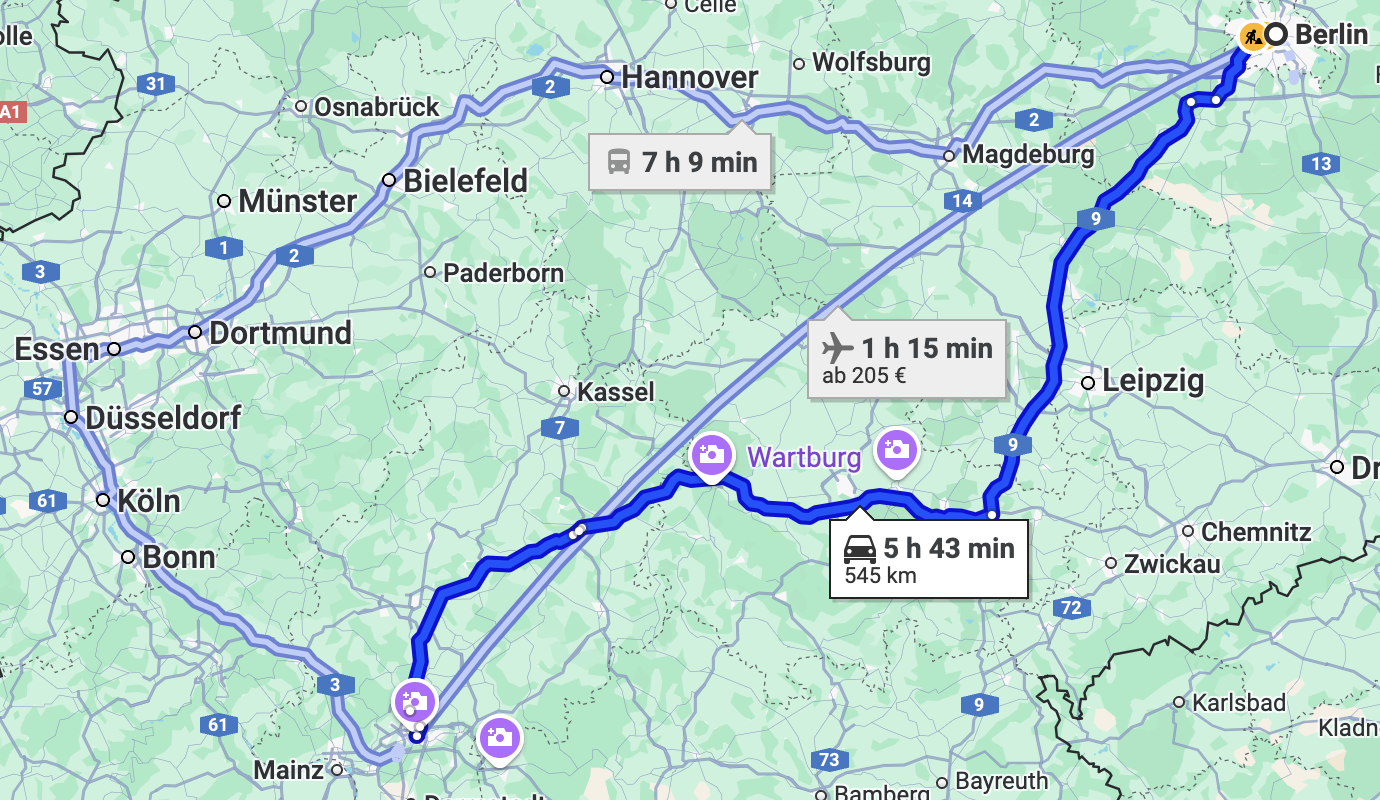 Celle
olle
Berlin
Wolfsburg
Hannover
31
2
A1
Osnabrück
2
7 h 9 min
Magdeburg
13
Bielefeld
Münster
14
9
1
2
3
Paderborn
Dortmund
Essen
1 h 15 min
ab 205 €
57
Kassel
Leipzig
Düsseldorf
7
9
Wartburg
Dr
61
Köln
Chemnitz
Bonn
5 h 43 min
545 km
Zwickau
72
3
9
Karlsbad
61
Kladn
73
Mainz
Bayreuth
Bamberg